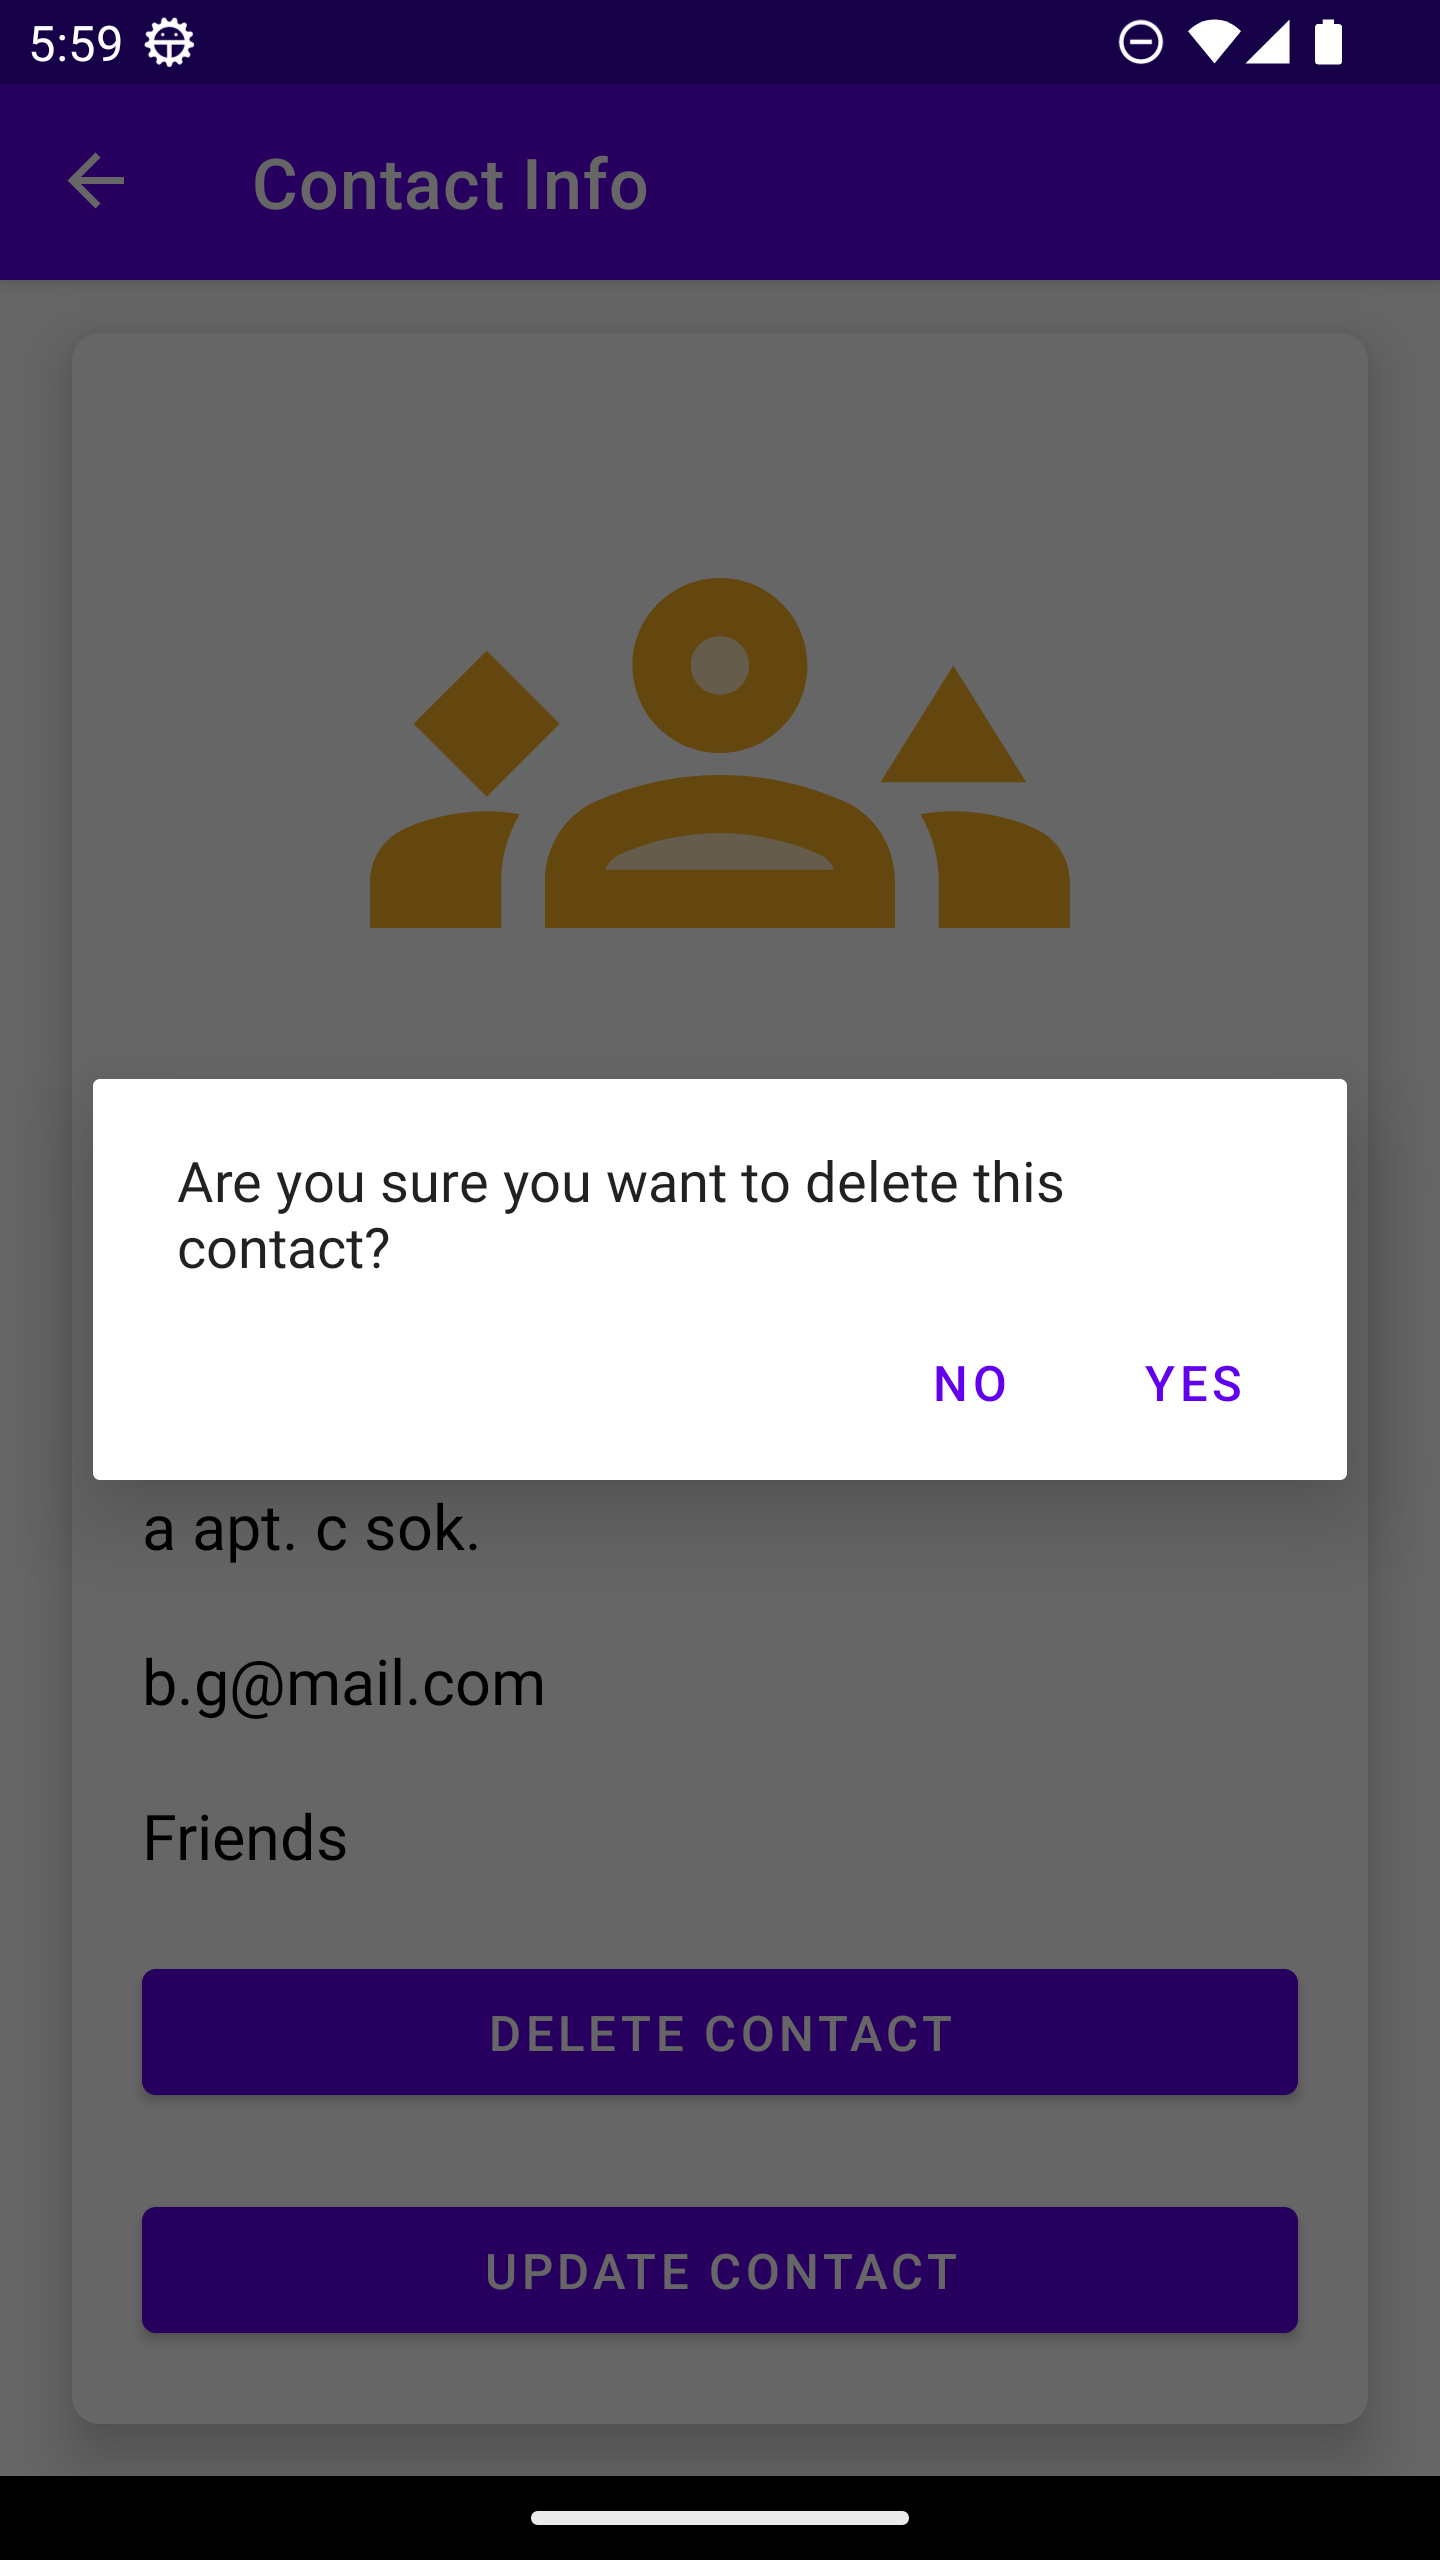 5:59
Contact Info
Are you sure you want to delete this
contact?
NO YES
a apt. c sok.
b.g@mail.com
Friends
DELETE CONTACT
UPDATE CONTACT